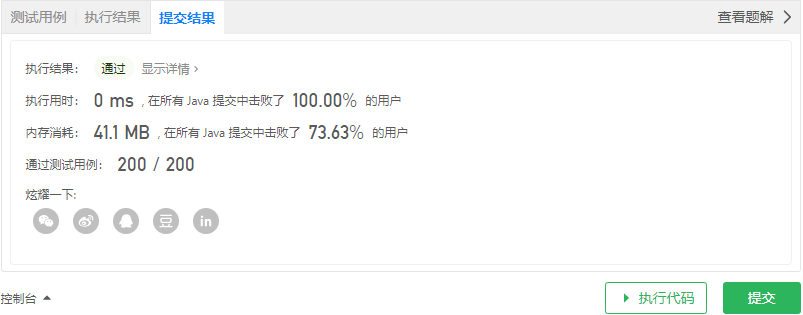 测试用例 执行结果 提交结果 查看题解 >
执行结果： 通过 显示详情 >
执行用时： 0 ms , 在所有 Java 提交中击败了 100.00% 的用户
内存消耗： 41.1 MB , 在所有 Java 提交中击败了 73.63% 的用户
通过测试用例： 200 / 200
炫耀一下:
豆 in
控制台 执行代码 提交